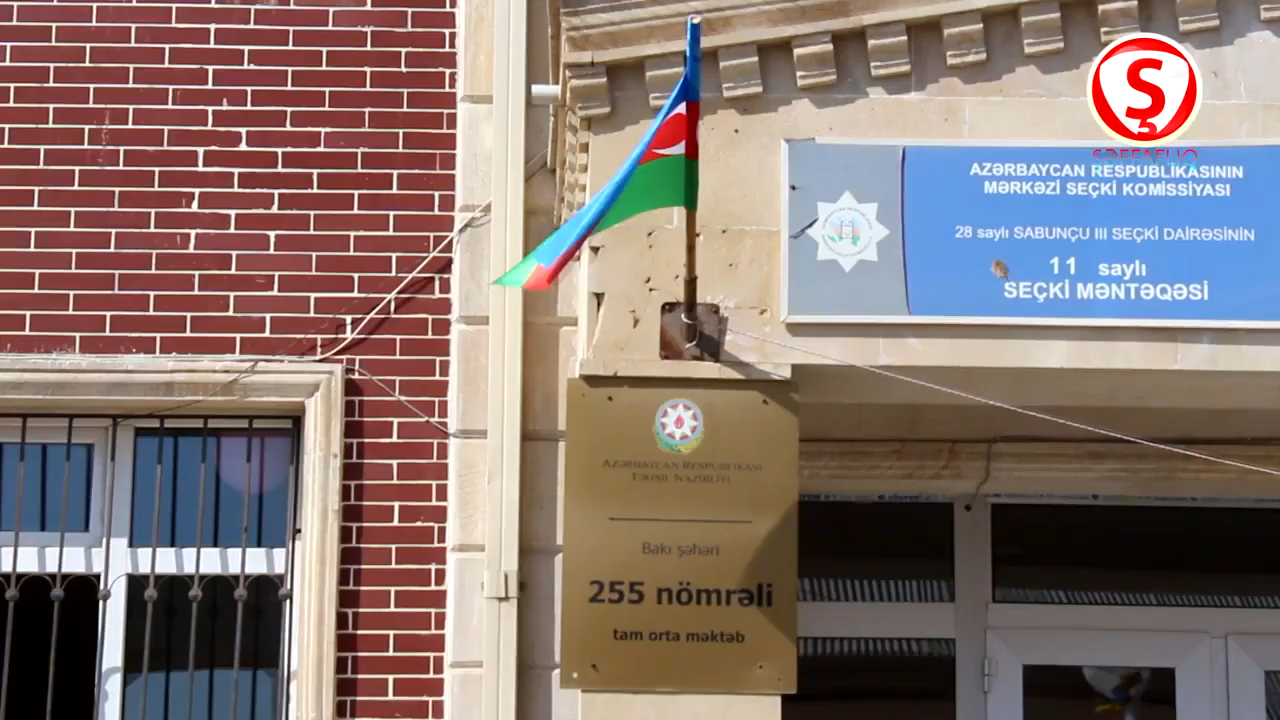 Ş
ŞƏFFAFLIQ
AZƏRBAYCAN RESPUBLİKASININ
MƏRKƏZİ SEÇKİ KOMİSSİYASI
28 saylı SABUNÇU III SEÇKİ DAİRƏSİNİN
11 saylı
SEÇKİ MƏNTƏQƏSİ
AZƏRBAYCAN RESPUBLİKASI
TƏHSİL NAZİRLİYİ
Bakı şəhəri
255 nömrəli
tam orta məktəb